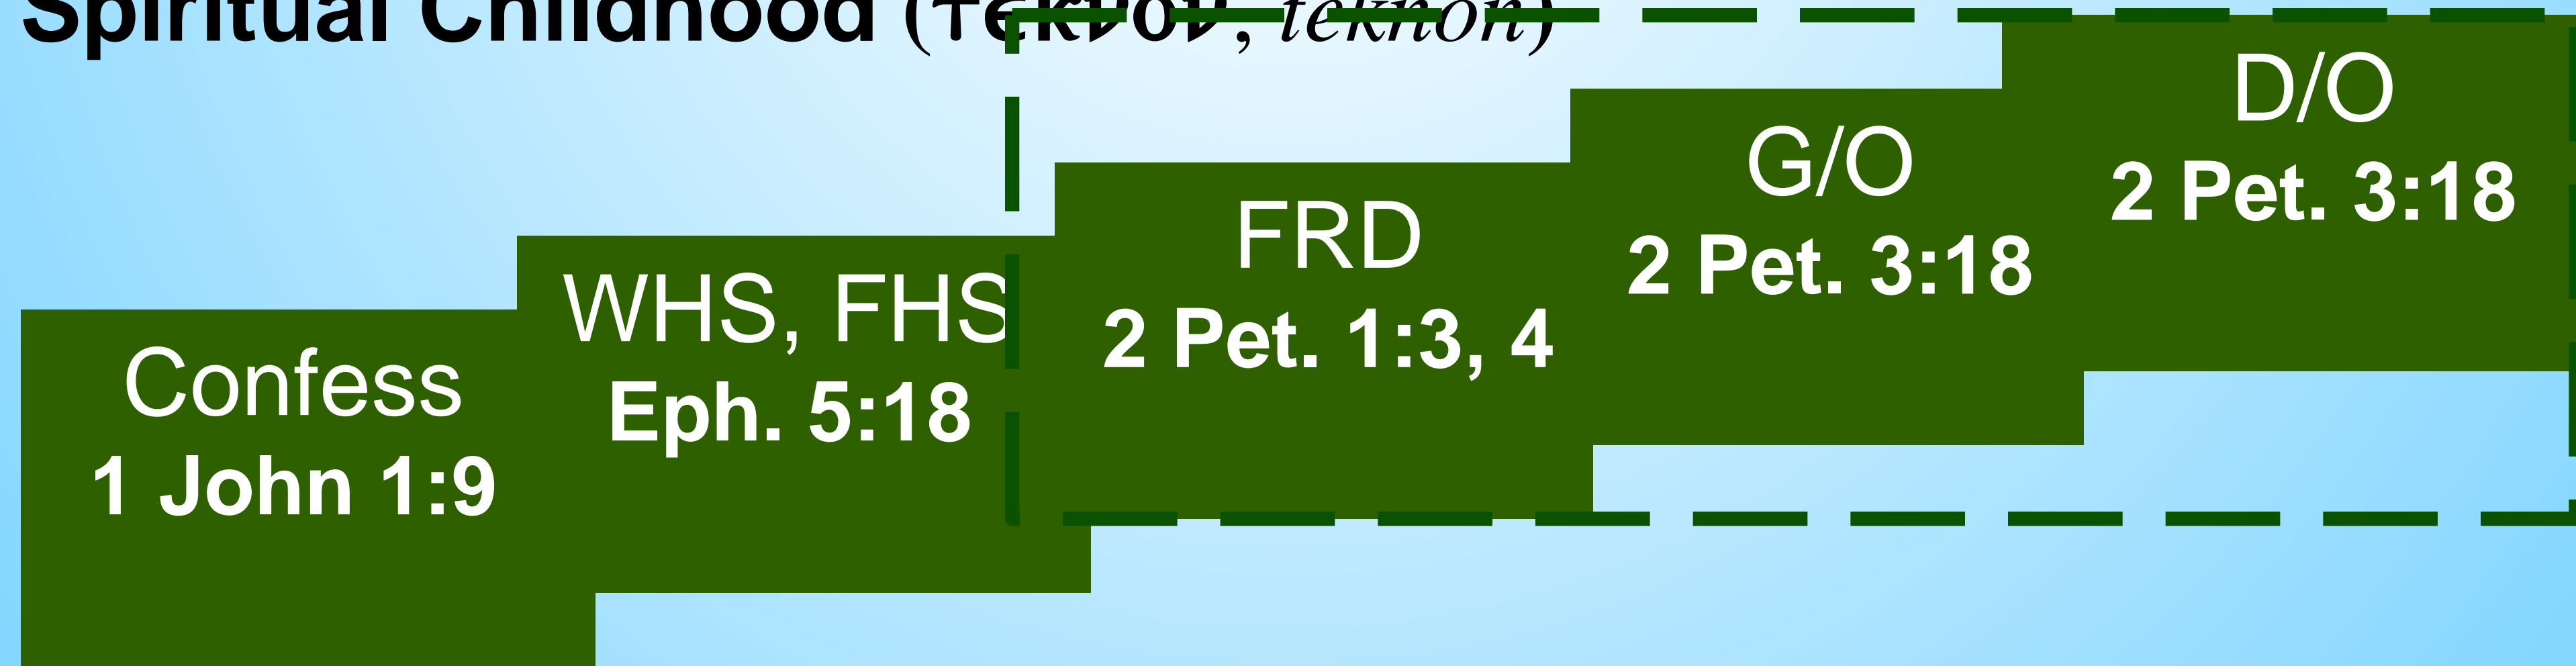 Spiritual Childhood (τεκνον, teknon)
D/O
2 Pet. 3:18
G/O
2 Pet. 3:18
FRD
2 Pet. 1:3, 4
WHS, FHS
Eph. 5:18
Confess
1 John 1:9